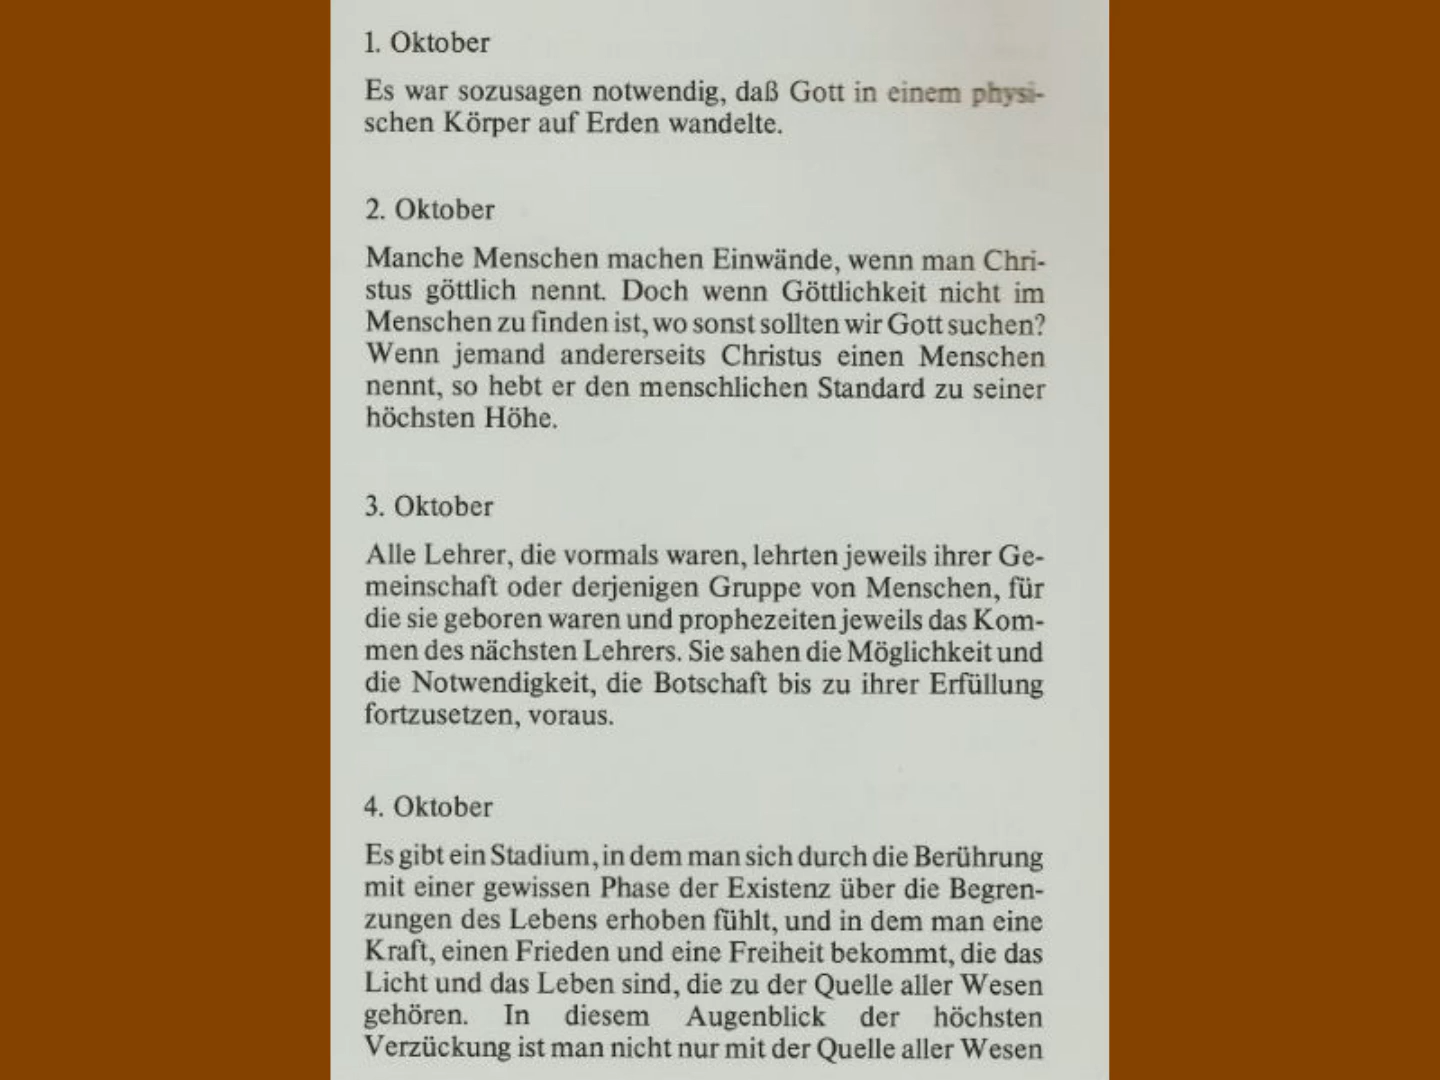 1. Oktober
Es war sozusagen notwendig, daß Gott in einem physi-
schen Körper auf Erden wandelte.
2. Oktober
Manche Menschen machen Einwände, wenn man Chri-
stus göttlich nennt. Doch wenn Göttlichkeit nicht im
Menschen zu finden ist, wo sonst sollten wir Gott suchen?
Wenn jemand andererseits Christus einen Menschen
nennt, so hebt er den menschlichen Standard zu seiner
höchsten Höhe.
3. Oktober
Alle Lehrer, die vormals waren, lehrten jeweils ihrer Ge-
meinschaft oder derjenigen Gruppe von Menschen, für
die sie geboren waren und prophezeiten jeweils das Kom-
men des nächsten Lehrers. Sie sahen die Möglichkeit und
die Notwendigkeit, die Botschaft bis zu ihrer Erfüllung
fortzusetzen, voraus.
4. Oktober
Es gibt ein Stadium, in dem man sich durch die Berührung
mit einer gewissen Phase der Existenz über die Begren-
zungen des Lebens erhoben fühlt, und in dem man eine
Kraft, einen Frieden und eine Freiheit bekommt, die das
Licht und das Leben sind, die zu der Quelle aller Wesen
gehören. In diesem Augenblick der höchsten
Verzückung ist man nicht nur mit der Quelle aller Wesen